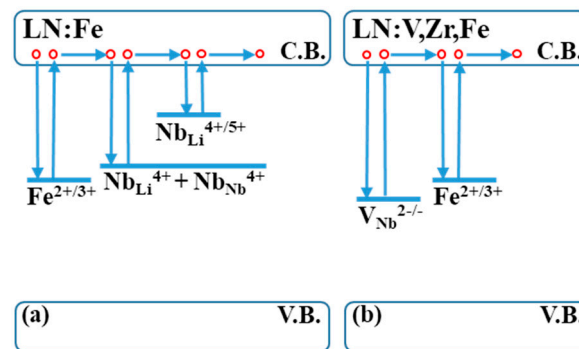 LN:Fe
C.B.
Nb_Li^4+/5+
Fe^2+/3+
Nb_Li^4+ + Nb_Nb^4+
(a)
V.B.
LN:V,Zr,Fe
C.B.
V_Nb^2-/-
Fe^2+/3+
(b)
V.B.